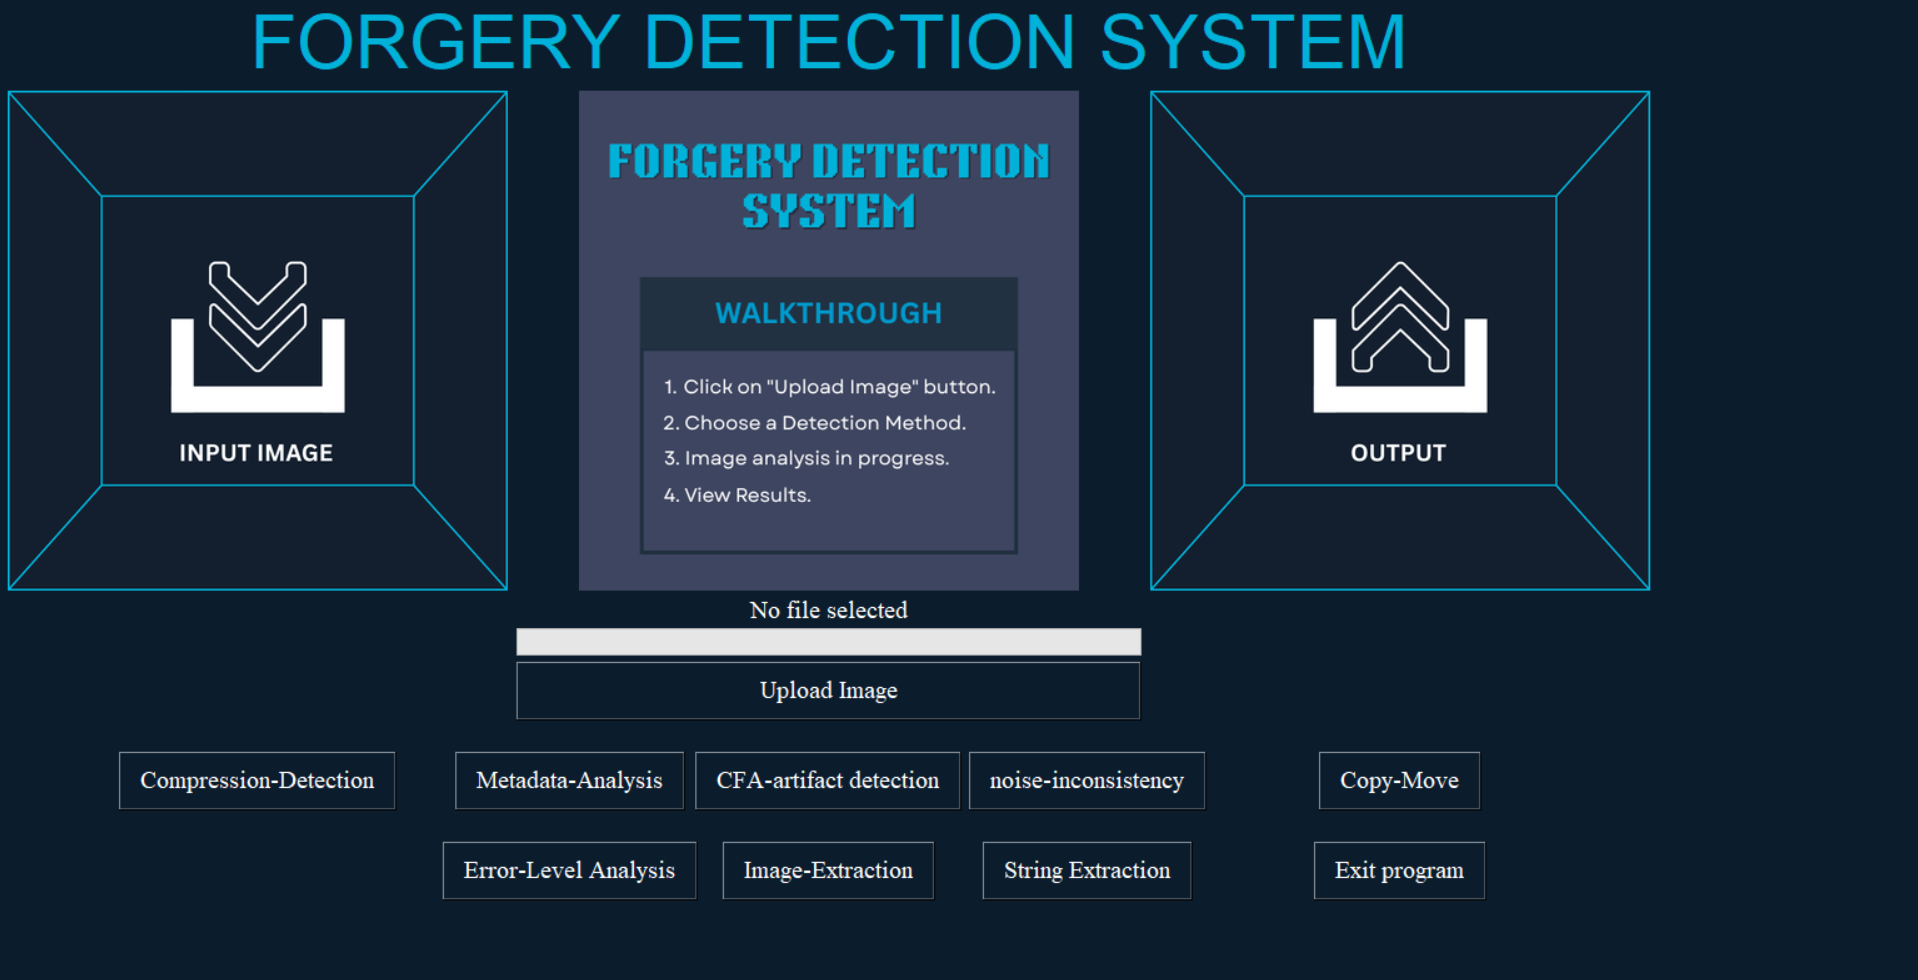 FORGERY DETECTION SYSTEM
INPUT IMAGE
FORGERY DETECTION
SYSTEM
WALKTHROUGH
1. Click on "Upload Image" button.
2. Choose a Detection Method.
3. Image analysis in progress.
4. View Results.
OUTPUT
No file selected
Upload Image
Compression-Detection
Metadata-Analysis
CFA-artifact detection
noise-inconsistency
Copy-Move
Error-Level Analysis
Image-Extraction
String Extraction
Exit program